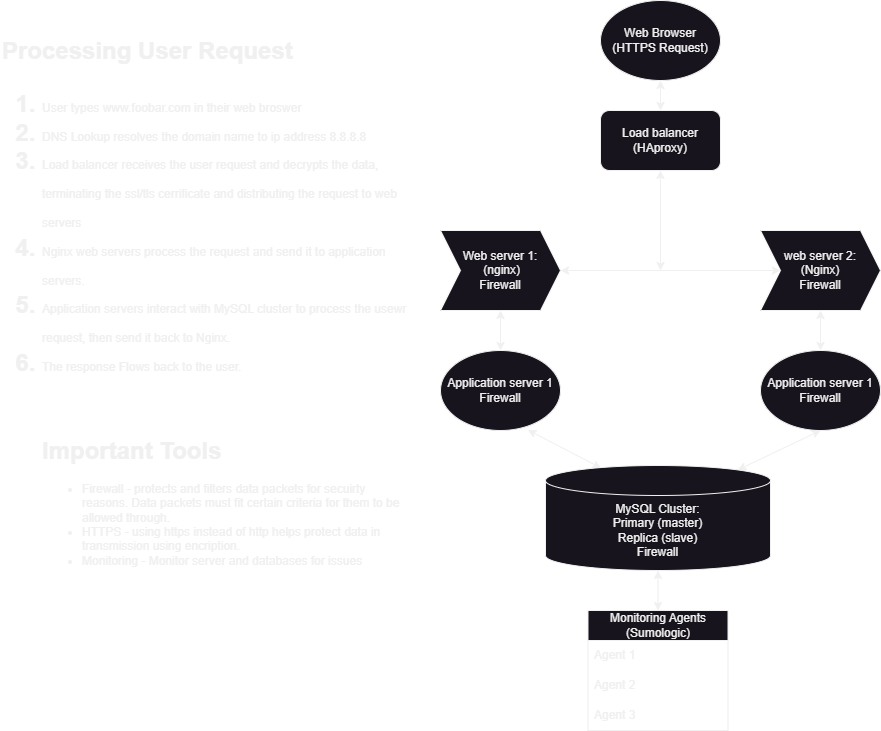 Processing User Request
1. User types www.foobar.com in their web broswer
2. DNS Lookup resolves the domain name to ip address 8.8.8.8
3. Load balancer receives the user request and decrypts the data,
terminating the ssl/tls cerrificate and distributing the request to web
servers
4. Nginx web servers process the request and send it to application
servers.
5. Application servers interact with MySQL cluster to process the usewr
request, then send it back to Nginx.
6. The response Flows back to the user.
Important Tools
• Firewall - protects and filters data packets for secuirty
reasons. Data packets must fit certain criteria for them to be
allowed through.
• HTTPS - using https instead of http helps protect data in
transmission using encription.
• Monitoring - Monitor server and databases for issues
Web Browser
(HTTPS Request)
Load balancer
(HAproxy)
Web server 1:
(nginx)
Firewall
web server 2:
(Nginx)
Firewall
Application server 1
Firewall
Application server 1
Firewall
MySQL Cluster:
Primary (master)
Replica (slave)
Firewall
Monitoring Agents
(Sumologic)
Agent 1
Agent 2
Agent 3